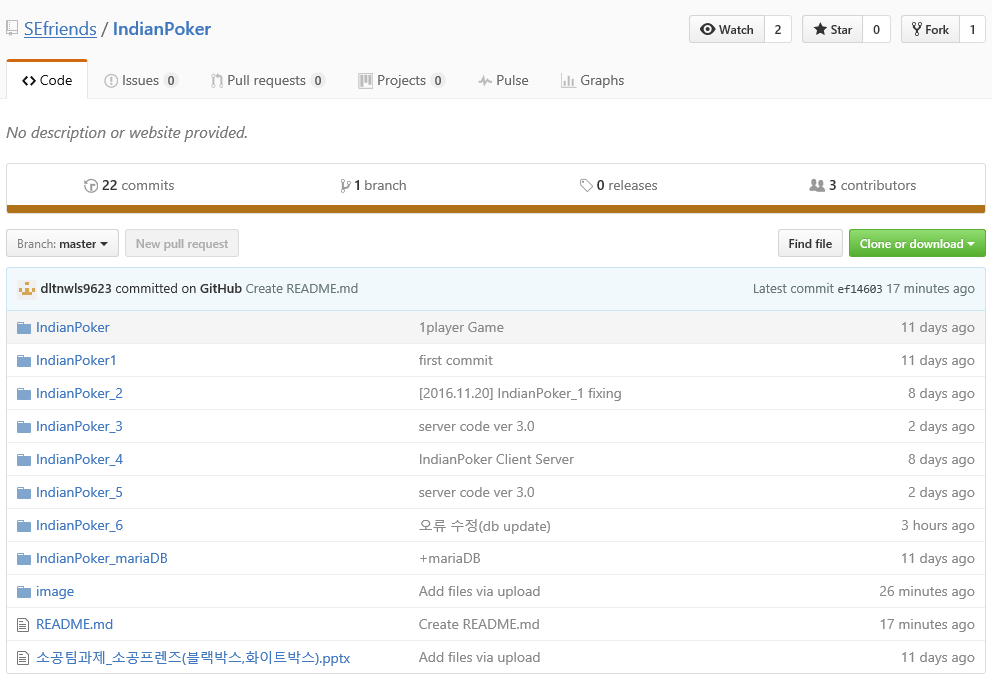 SEfriends / IndianPoker
Watch 2 Star 0 Fork 1
Code Issues 0 Pull requests 0 Projects 0 Pulse Graphs
No description or website provided.
22 commits 1 branch 0 releases 3 contributors
Branch: master New pull request Find file Clone or download
dltnwls9623 committed on GitHub Create README.md Latest commit ef14603 17 minutes ago
IndianPoker 1player Game 11 days ago
IndianPoker1 first commit 11 days ago
IndianPoker_2 [2016.11.20] IndianPoker_1 fixing 8 days ago
IndianPoker_3 server code ver 3.0 2 days ago
IndianPoker_4 IndianPoker Client Server 8 days ago
IndianPoker_5 server code ver 3.0 2 days ago
IndianPoker_6 오류 수정(db update) 3 hours ago
IndianPoker_mariaDB +mariaDB 11 days ago
image Add files via upload 26 minutes ago
README.md Create README.md 17 minutes ago
소공팀과제_소공프렌즈(블랙박스,화이트박스).pptx Add files via upload 11 days ago